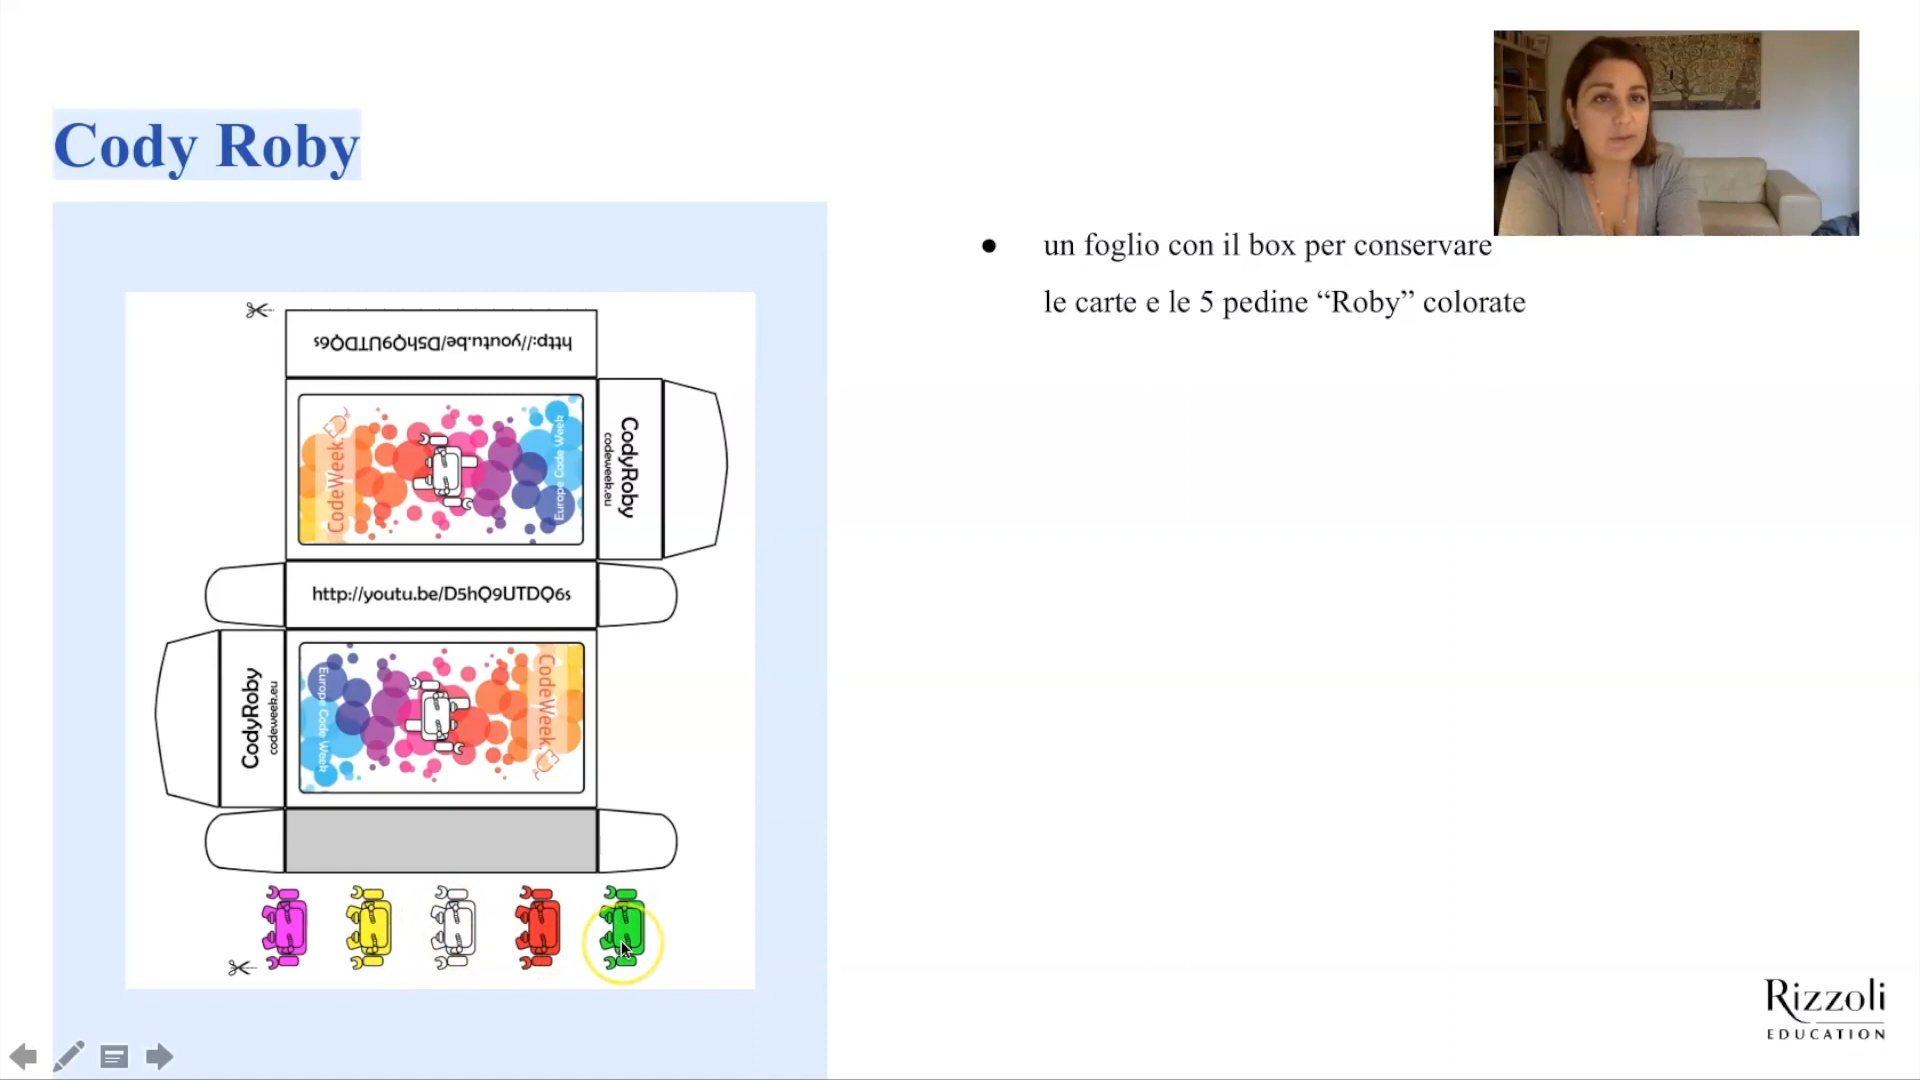 Cody Roby
un foglio con il box per conservare
le carte e le 5 pedine “Roby” colorate
http://youtu.be/D5hQ9UTDQ6s
CodeWeek
Europe Code Week
CodyRoby
codeweek.eu
http://youtu.be/D5hQ9UTDQ6s
CodyRoby
codeweek.eu
Europe Code Week
CodeWeek
Rizzoli
EDUCATION